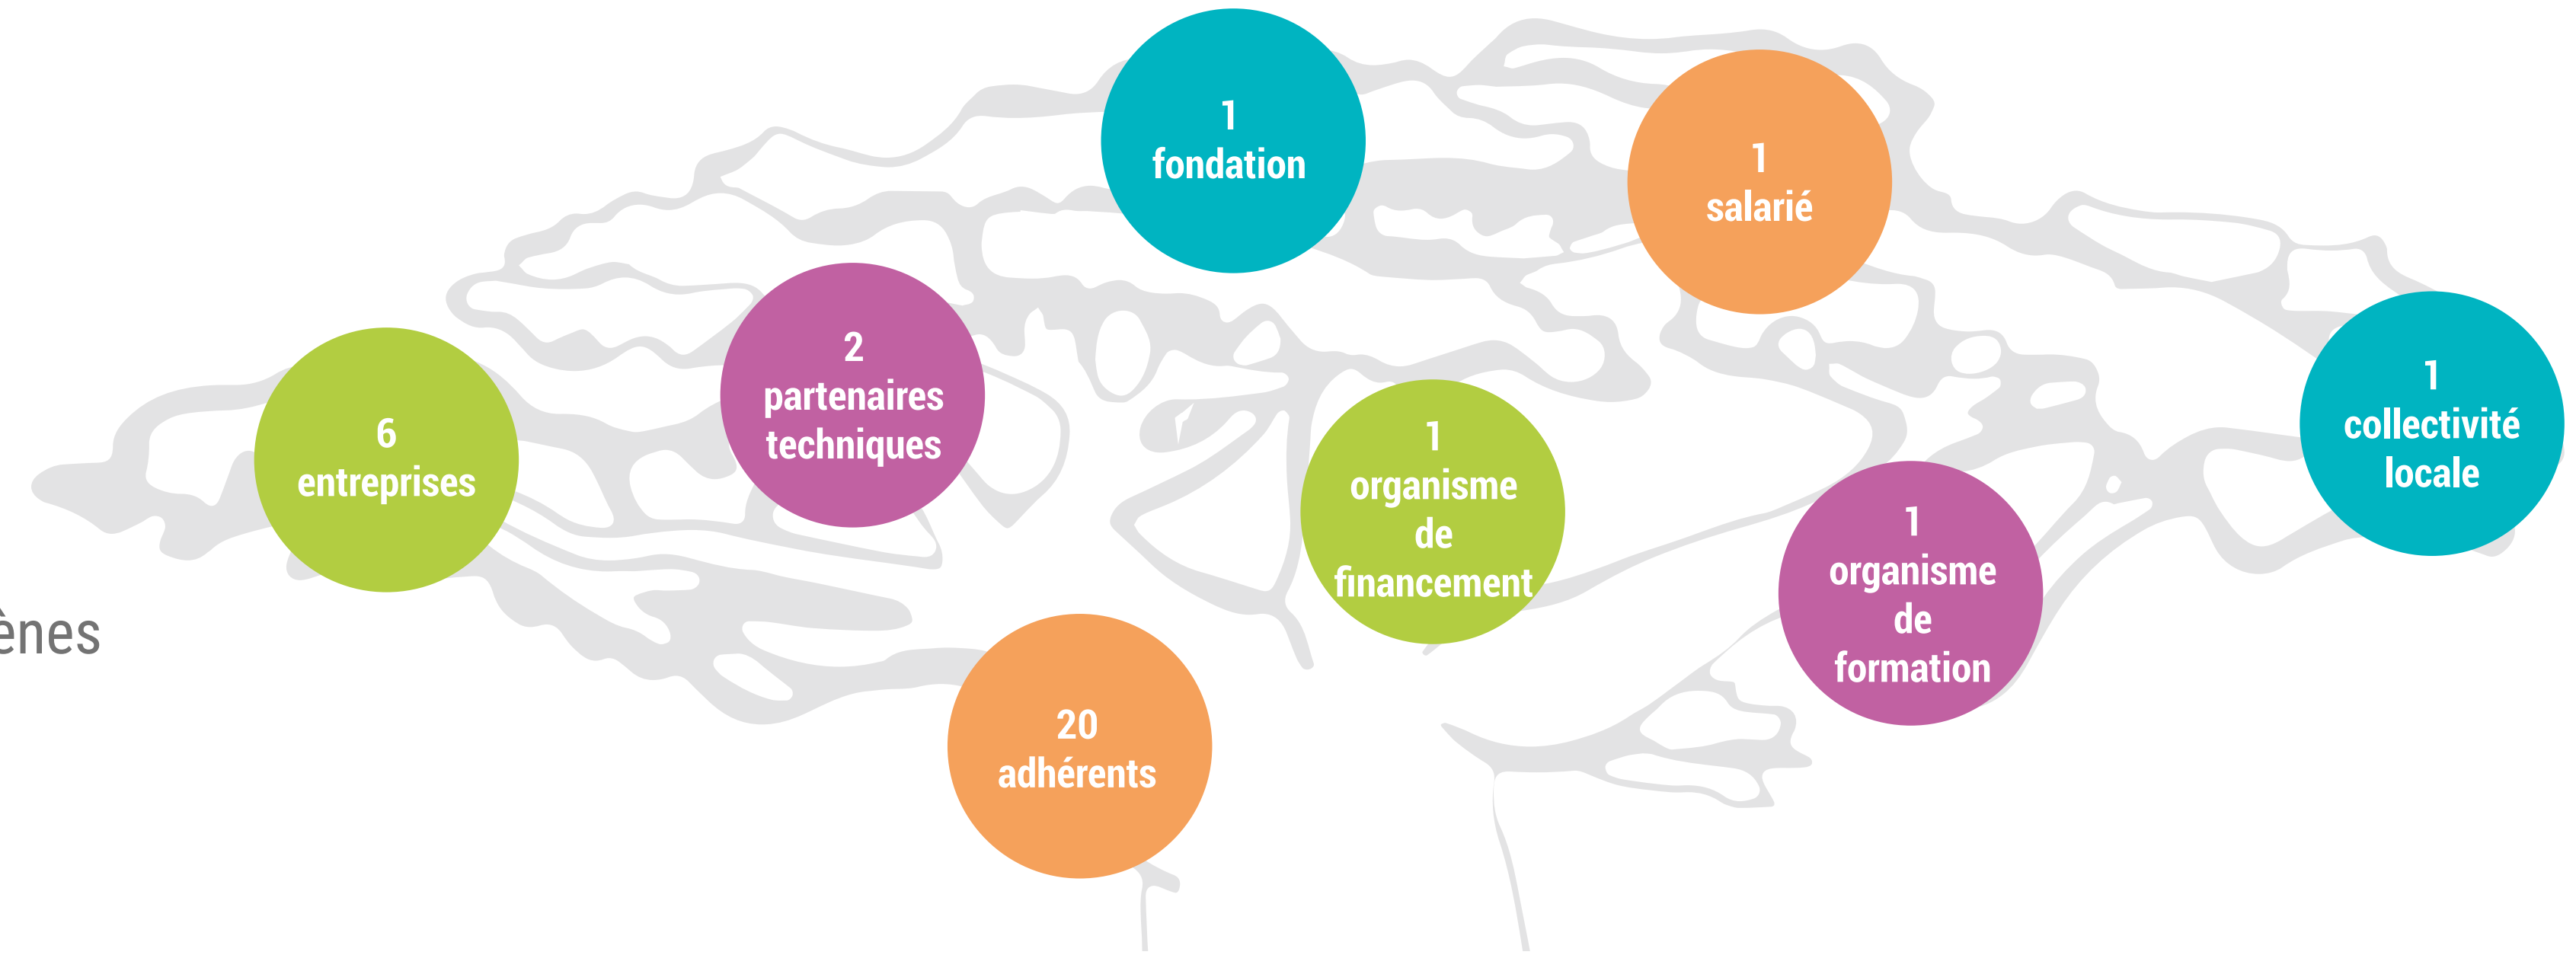 1
fondation
1
salarié
2
partenaires
techniques
6
entreprises
1
organisme
de
financement
1
collectivité
locale
1
organisme
de
formation
ènes
20
adhérents